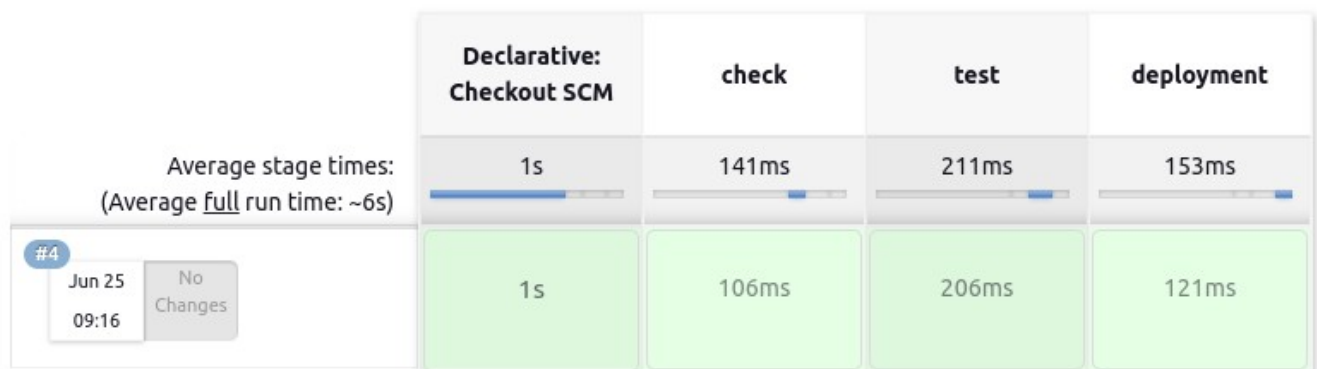 Declarative:
Checkout SCM
check
test
deployment
Average stage times:
(Average full run time: ~6s)
1s
141ms
211ms
153ms
#4
Jun 25
09:16
No
Changes
1s
106ms
206ms
121ms